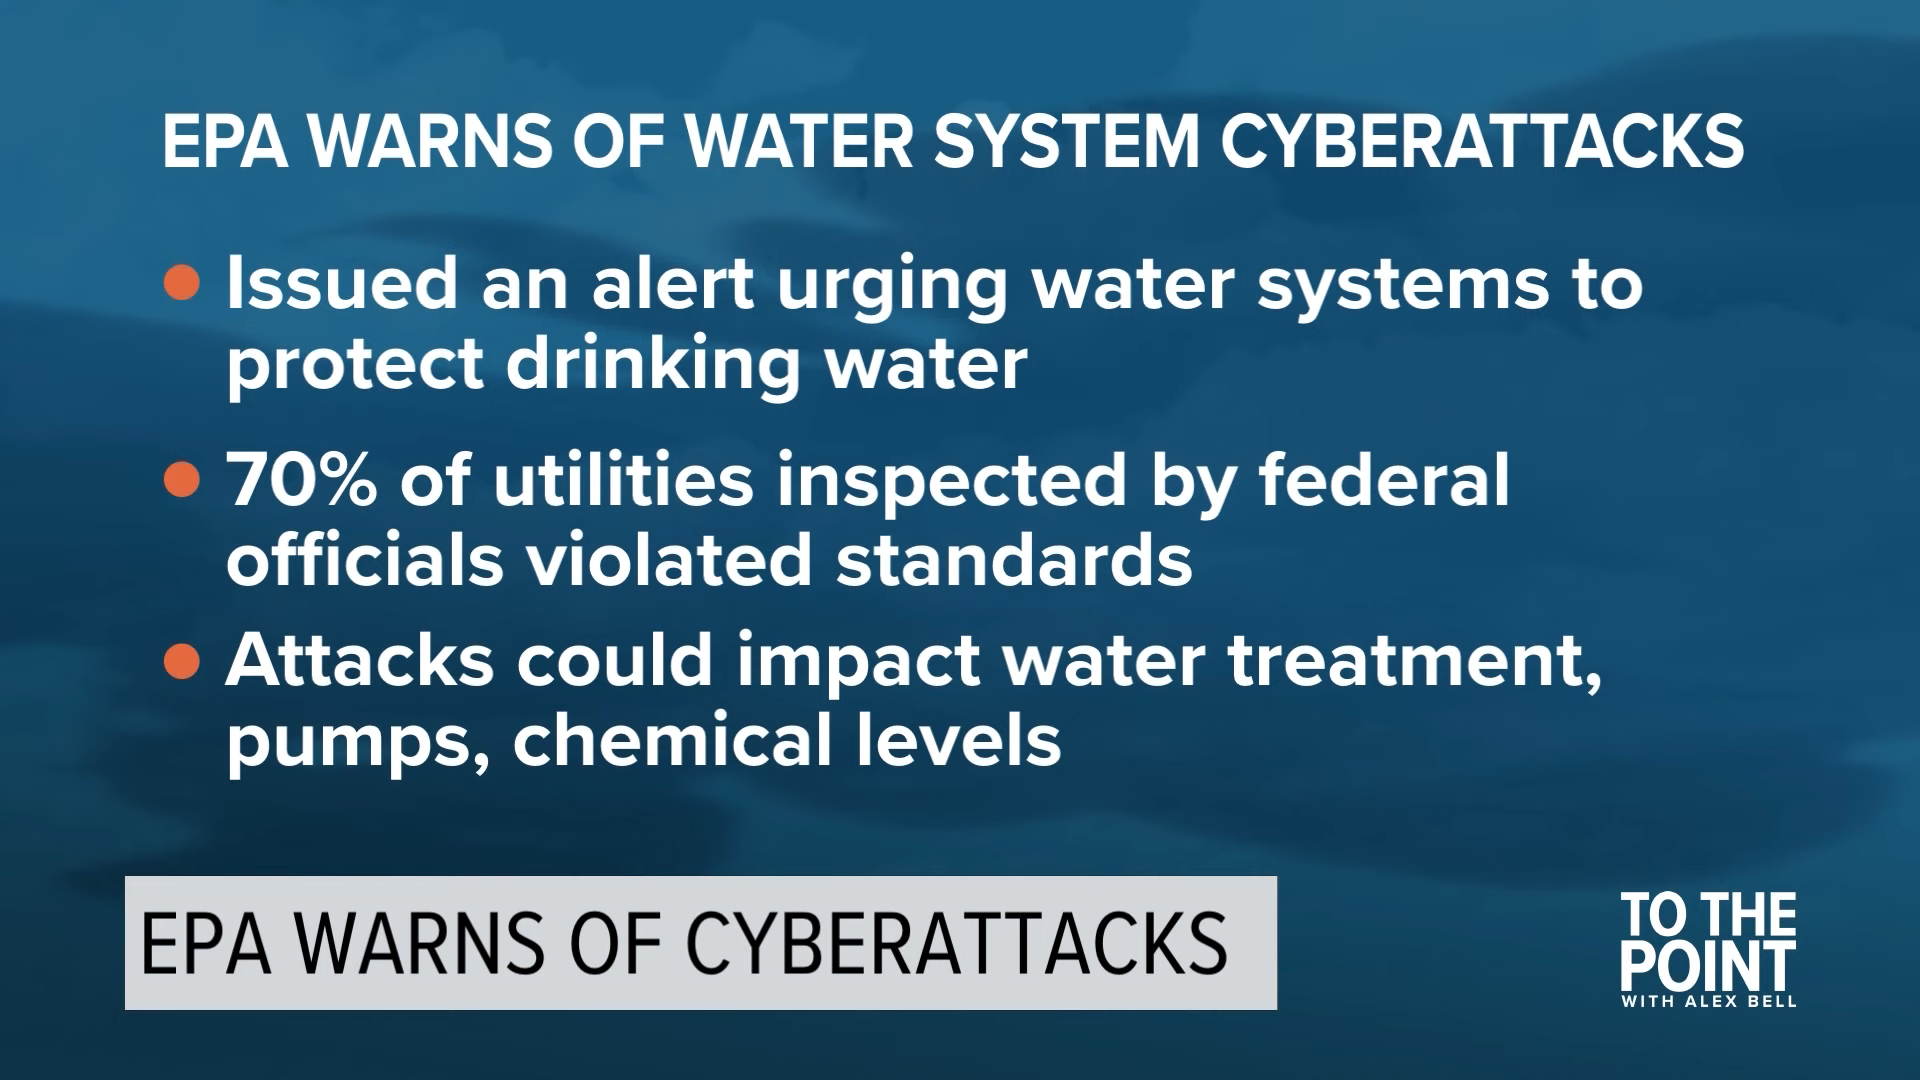 EPA WARNS OF WATER SYSTEM CYBERATTACKS
Issued an alert urging water systems to
protect drinking water
70% of utilities inspected by federal
officials violated standards
Attacks could impact water treatment,
pumps, chemical levels
EPA WARNS OF CYBERATTACKS
TO THE
POINT
WITH ALEX BELL